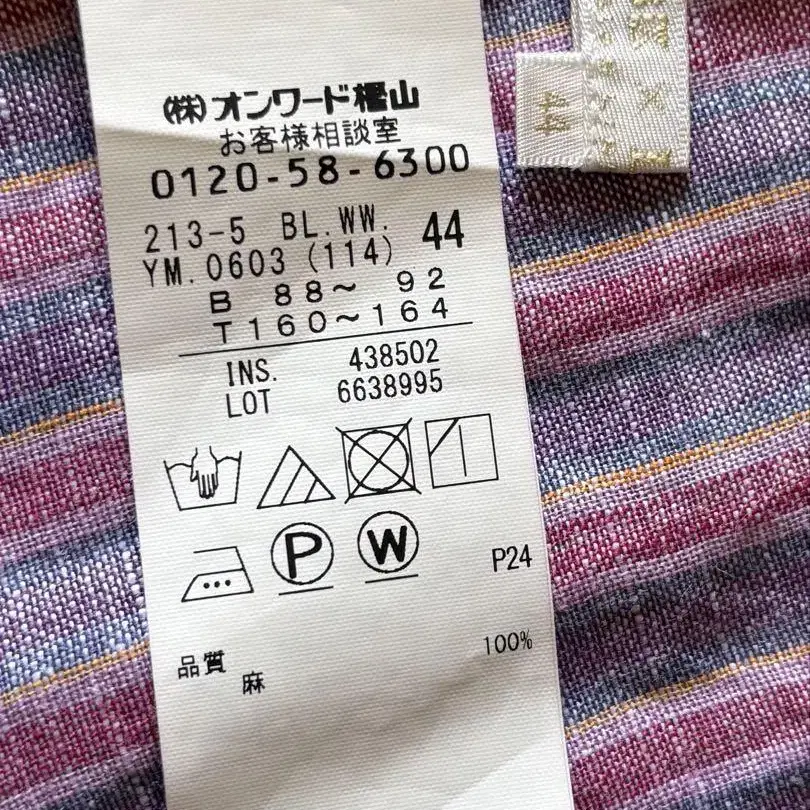 (株)オンワード樫山
お客様相談室
0120-58-6300
213-5 BL.WW. 44
YM.0603 (114)
B 88～ 92
T160～164
INS. 438502
LOT 6638995
P
W
P24
品質 100%
麻
44